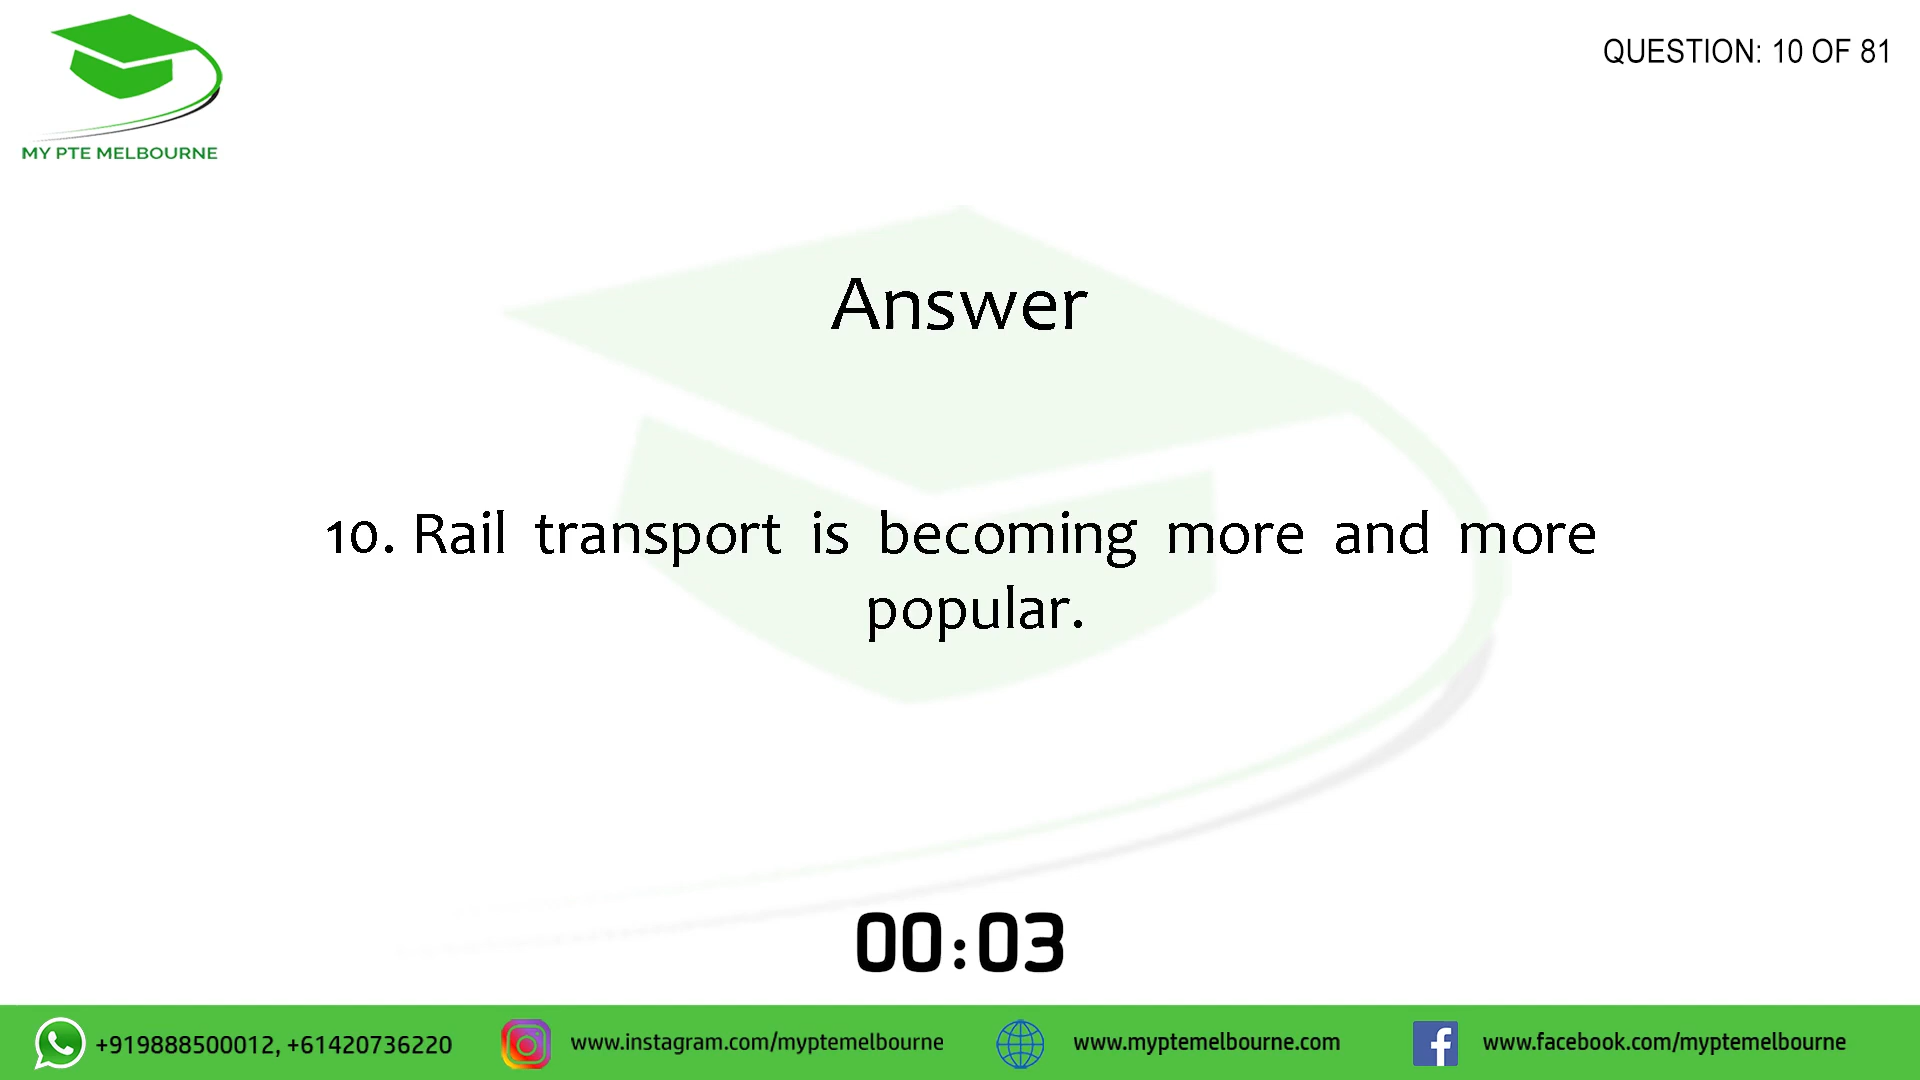 QUESTION: 10 OF 81
MY PTE MELBOURNE
Answer
10. Rail transport is becoming more and more
popular.
00:03
+919888500012, +61420736220
www.instagram.com/myptemelbourne
www.myptemelbourne.com
www.facebook.com/myptemelbourne